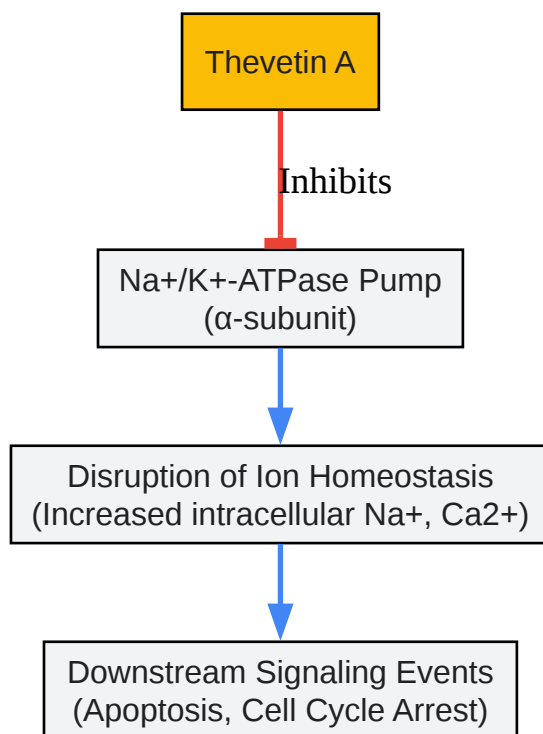 Thevetin A
Inhibits
Na+/K+-ATPase Pump
(α-subunit)
Disruption of Ion Homeostasis
(Increased intracellular Na+, Ca2+)
Downstream Signaling Events
(Apoptosis, Cell Cycle Arrest)